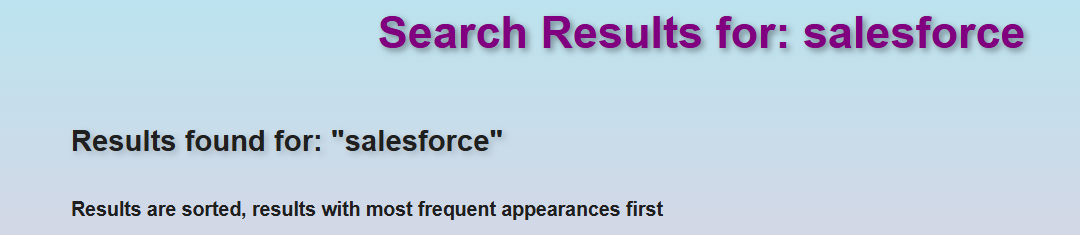 Search Results for: salesforce
Results found for: "salesforce"
Results are sorted, results with most frequent appearances first